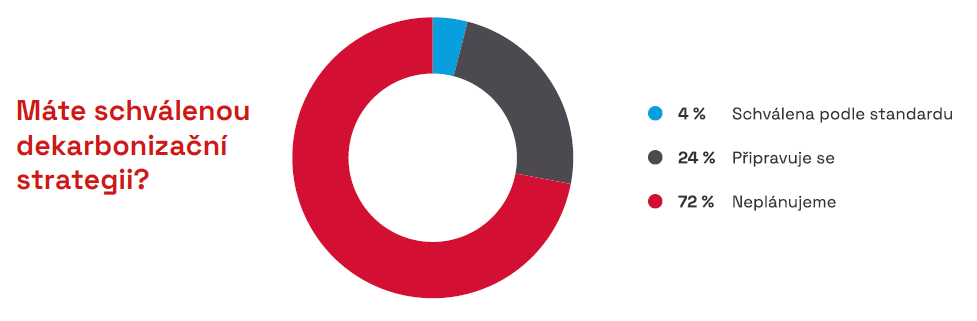 Máte schválenou
dekarbonizační
strategii?
4 % Schválena podle standardu
24 % Připravuje se
72 % Neplánujeme